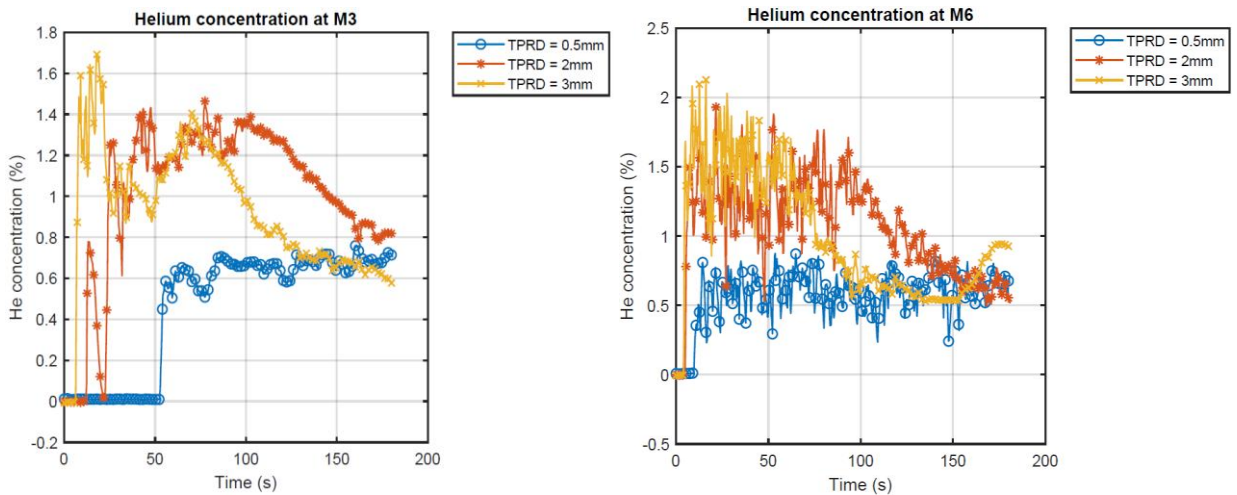 Helium concentration at M3
1.8
1.6
1.4
1.2
1
0.8
0.6
0.4
0.2
0
-0.2
He concentration (%)
0 50 100 150 200
Time (s)
TPRD = 0.5mm
TPRD = 2mm
TPRD = 3mm
Helium concentration at M6
2.5
2
1.5
1
0.5
0
-0.5
He concentration (%)
0 50 100 150 200
Time (s)
TPRD = 0.5mm
TPRD = 2mm
TPRD = 3mm